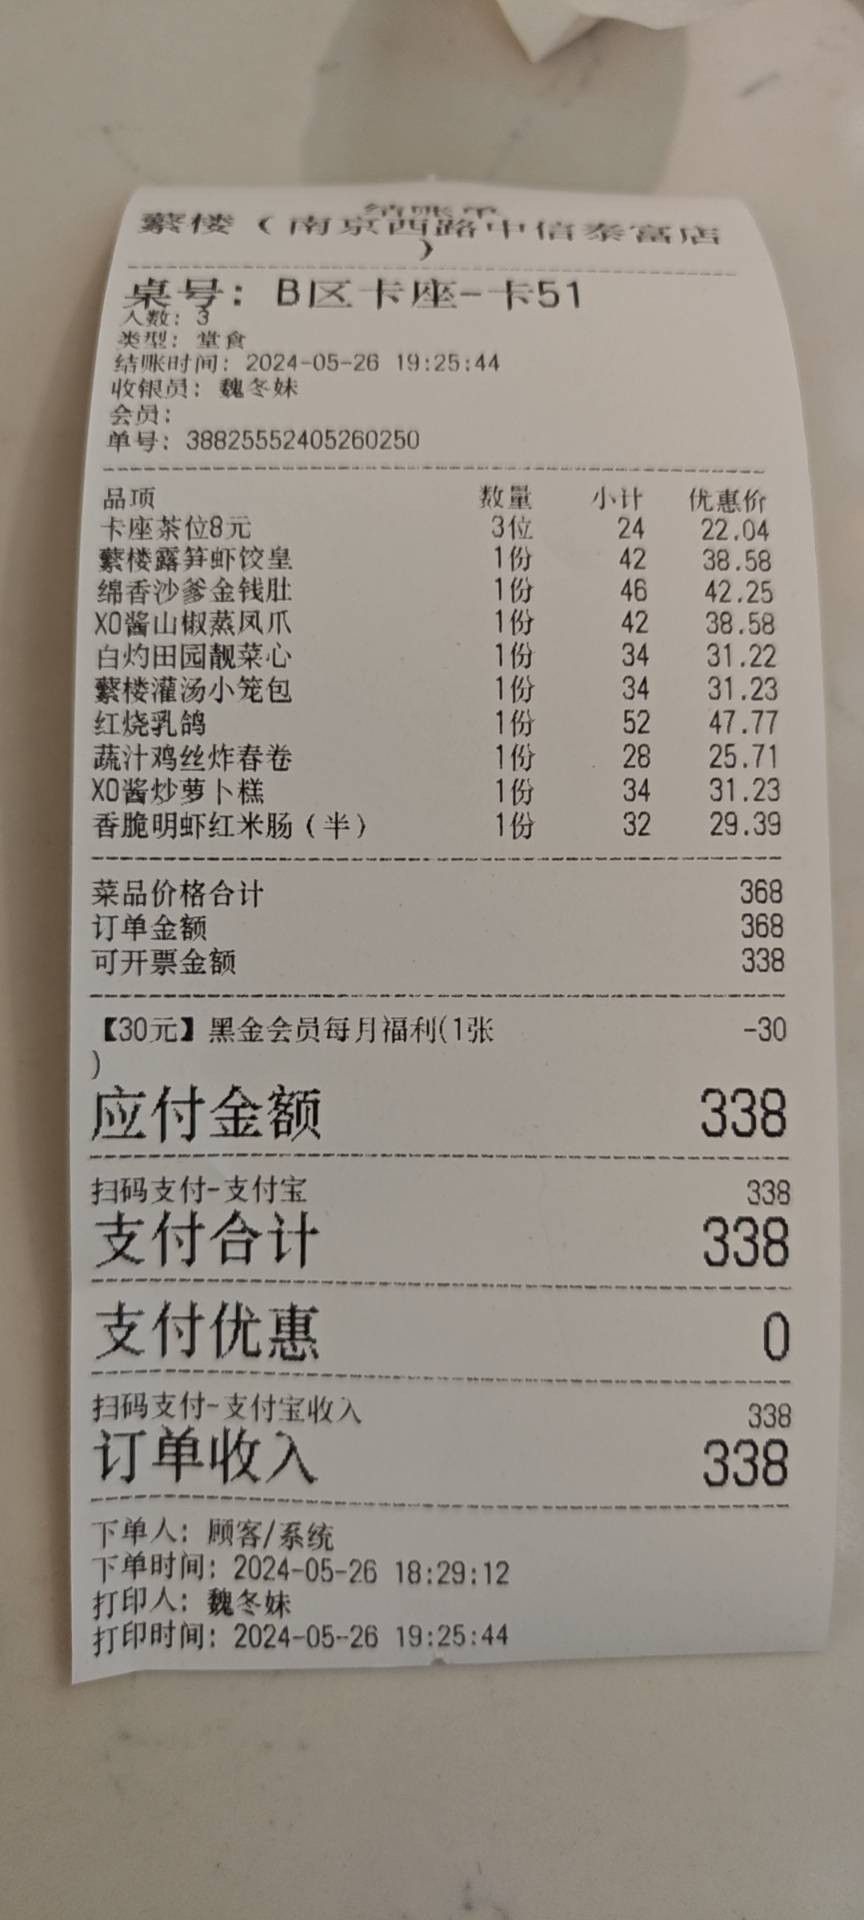 结账单
蘩楼（南京西路中信泰富店
）
桌号：B区卡座-卡51
人数：3
类型：堂食
结账时间：2024-05-26 19:25:44
收银员：魏冬妹
会员：
单号：38825552405260250
品项 数量 小计 优惠价
卡座茶位8元 3位 24 22.04
蘩楼露笋虾饺皇 1份 42 38.58
绵香沙爹金钱肚 1份 46 42.25
XO酱山椒蒸凤爪 1份 42 38.58
白灼田园靓菜心 1份 34 31.22
蘩楼灌汤小笼包 1份 34 31.23
红烧乳鸽 1份 52 47.77
蔬汁鸡丝炸春卷 1份 28 25.71
XO酱炒萝卜糕 1份 34 31.23
香脆明虾红米肠（半） 1份 32 29.39
菜品价格合计 368
订单金额 368
可开票金额 338
【30元】黑金会员每月福利(1张 -30
)
应付金额 338
扫码支付-支付宝 338
支付合计 338
支付优惠 0
扫码支付-支付宝收入 338
订单收入 338
下单人：顾客/系统
下单时间：2024-05-26 18:29:12
打印人：魏冬妹
打印时间：2024-05-26 19:25:44